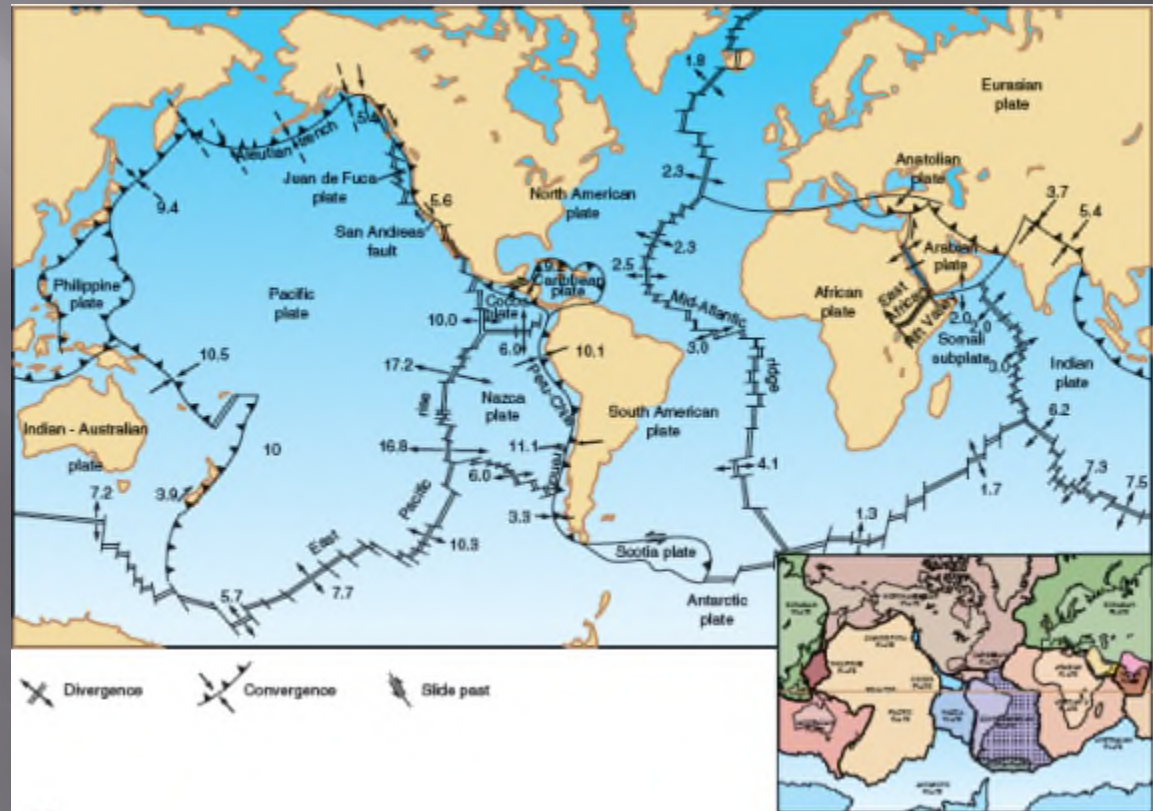 1.8
Eurasian
plate
Aleutian trench
5.4
Juan de Fuca
plate
2.3
Anatolian
plate
9.4
North American
plate
5.6
3.7
5.4
San Andreas
fault
2.3
2.5
Arabian
plate
Philippine
plate
Caribbean
plate
Pacific
plate
Cocos
plate
Mid-Atlantic
ridge
African
plate
East
African
Rift Valley
10.0
6.9
3.0
2.0
2.0
Somali
subplate
10.5
17.2
10.1
3.0
Indian
plate
rise
Nazca
plate
Peru-Chile
trench
South American
plate
Indian - Australian
plate
10
16.8
11.1
6.2
3.9
6.0
4.1
7.2
1.7
7.3
7.5
Pacific
East
10.3
3.3
1.3
Scotia plate
5.7
7.7
Antarctic
plate
Divergence
Convergence
Slide past